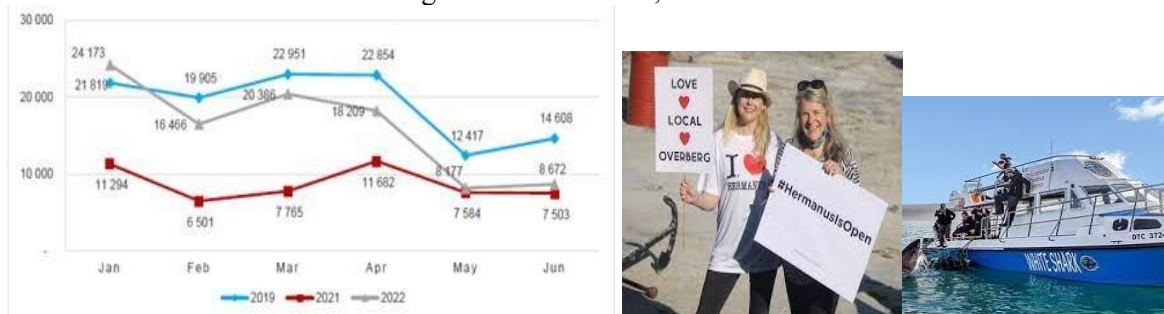 30 000
24 173
22 951
22 854
21 819
19 905
20 000
20 386
18 209
16 466
14 608
12 417
10 000
11 294
11 682
8 177
8 672
6 501
7 765
7 584
7 503
-
Jan Feb Mar Apr May Jun
2019 2021 2022
LOVE
LOCAL
OVERBERG
I
HERMANUS
#HermanusIsOpen
WHITE SHARK